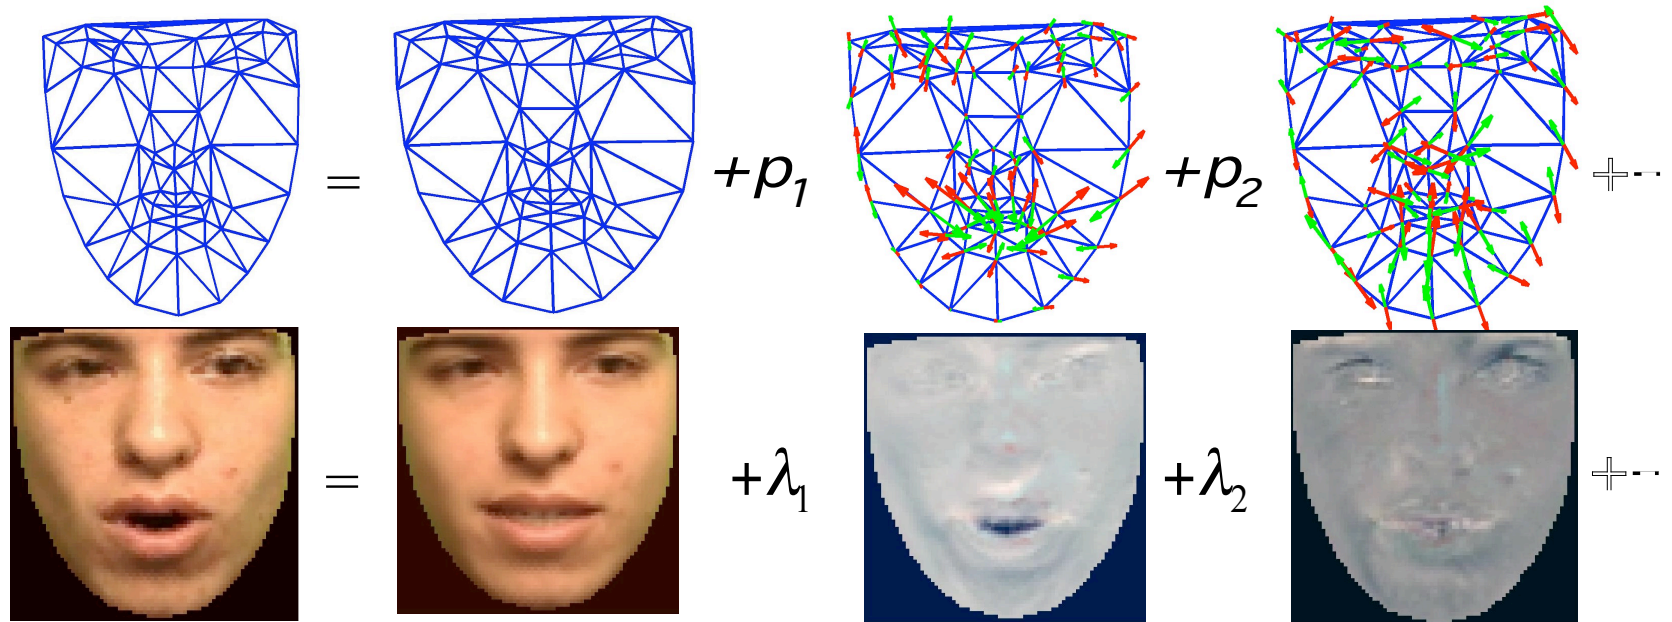 = +p₁ +p₂ +--
= +λ₁ +λ₂ +--